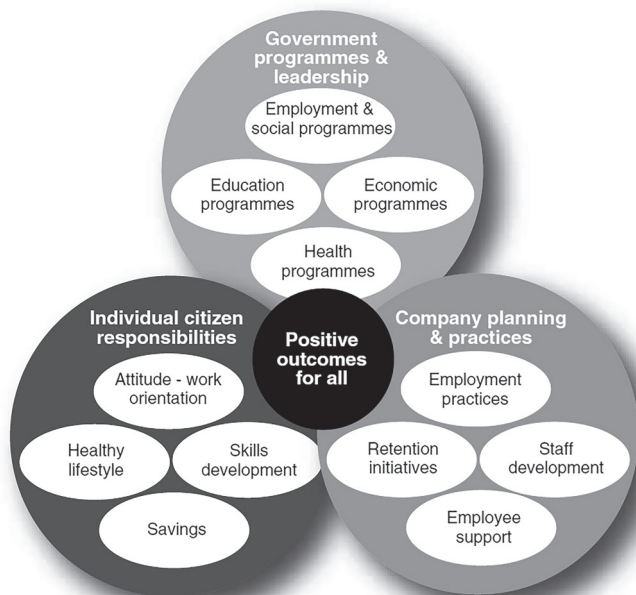 Government
programmes &
leadership
Employment &
social programmes
Education
programmes
Economic
programmes
Health
programmes
Individual citizen
responsibilities
Attitude - work
orientation
Healthy
lifestyle
Skills
development
Savings
Positive
outcomes
for all
Company planning
& practices
Employment
practices
Retention
initiatives
Staff
development
Employee
support